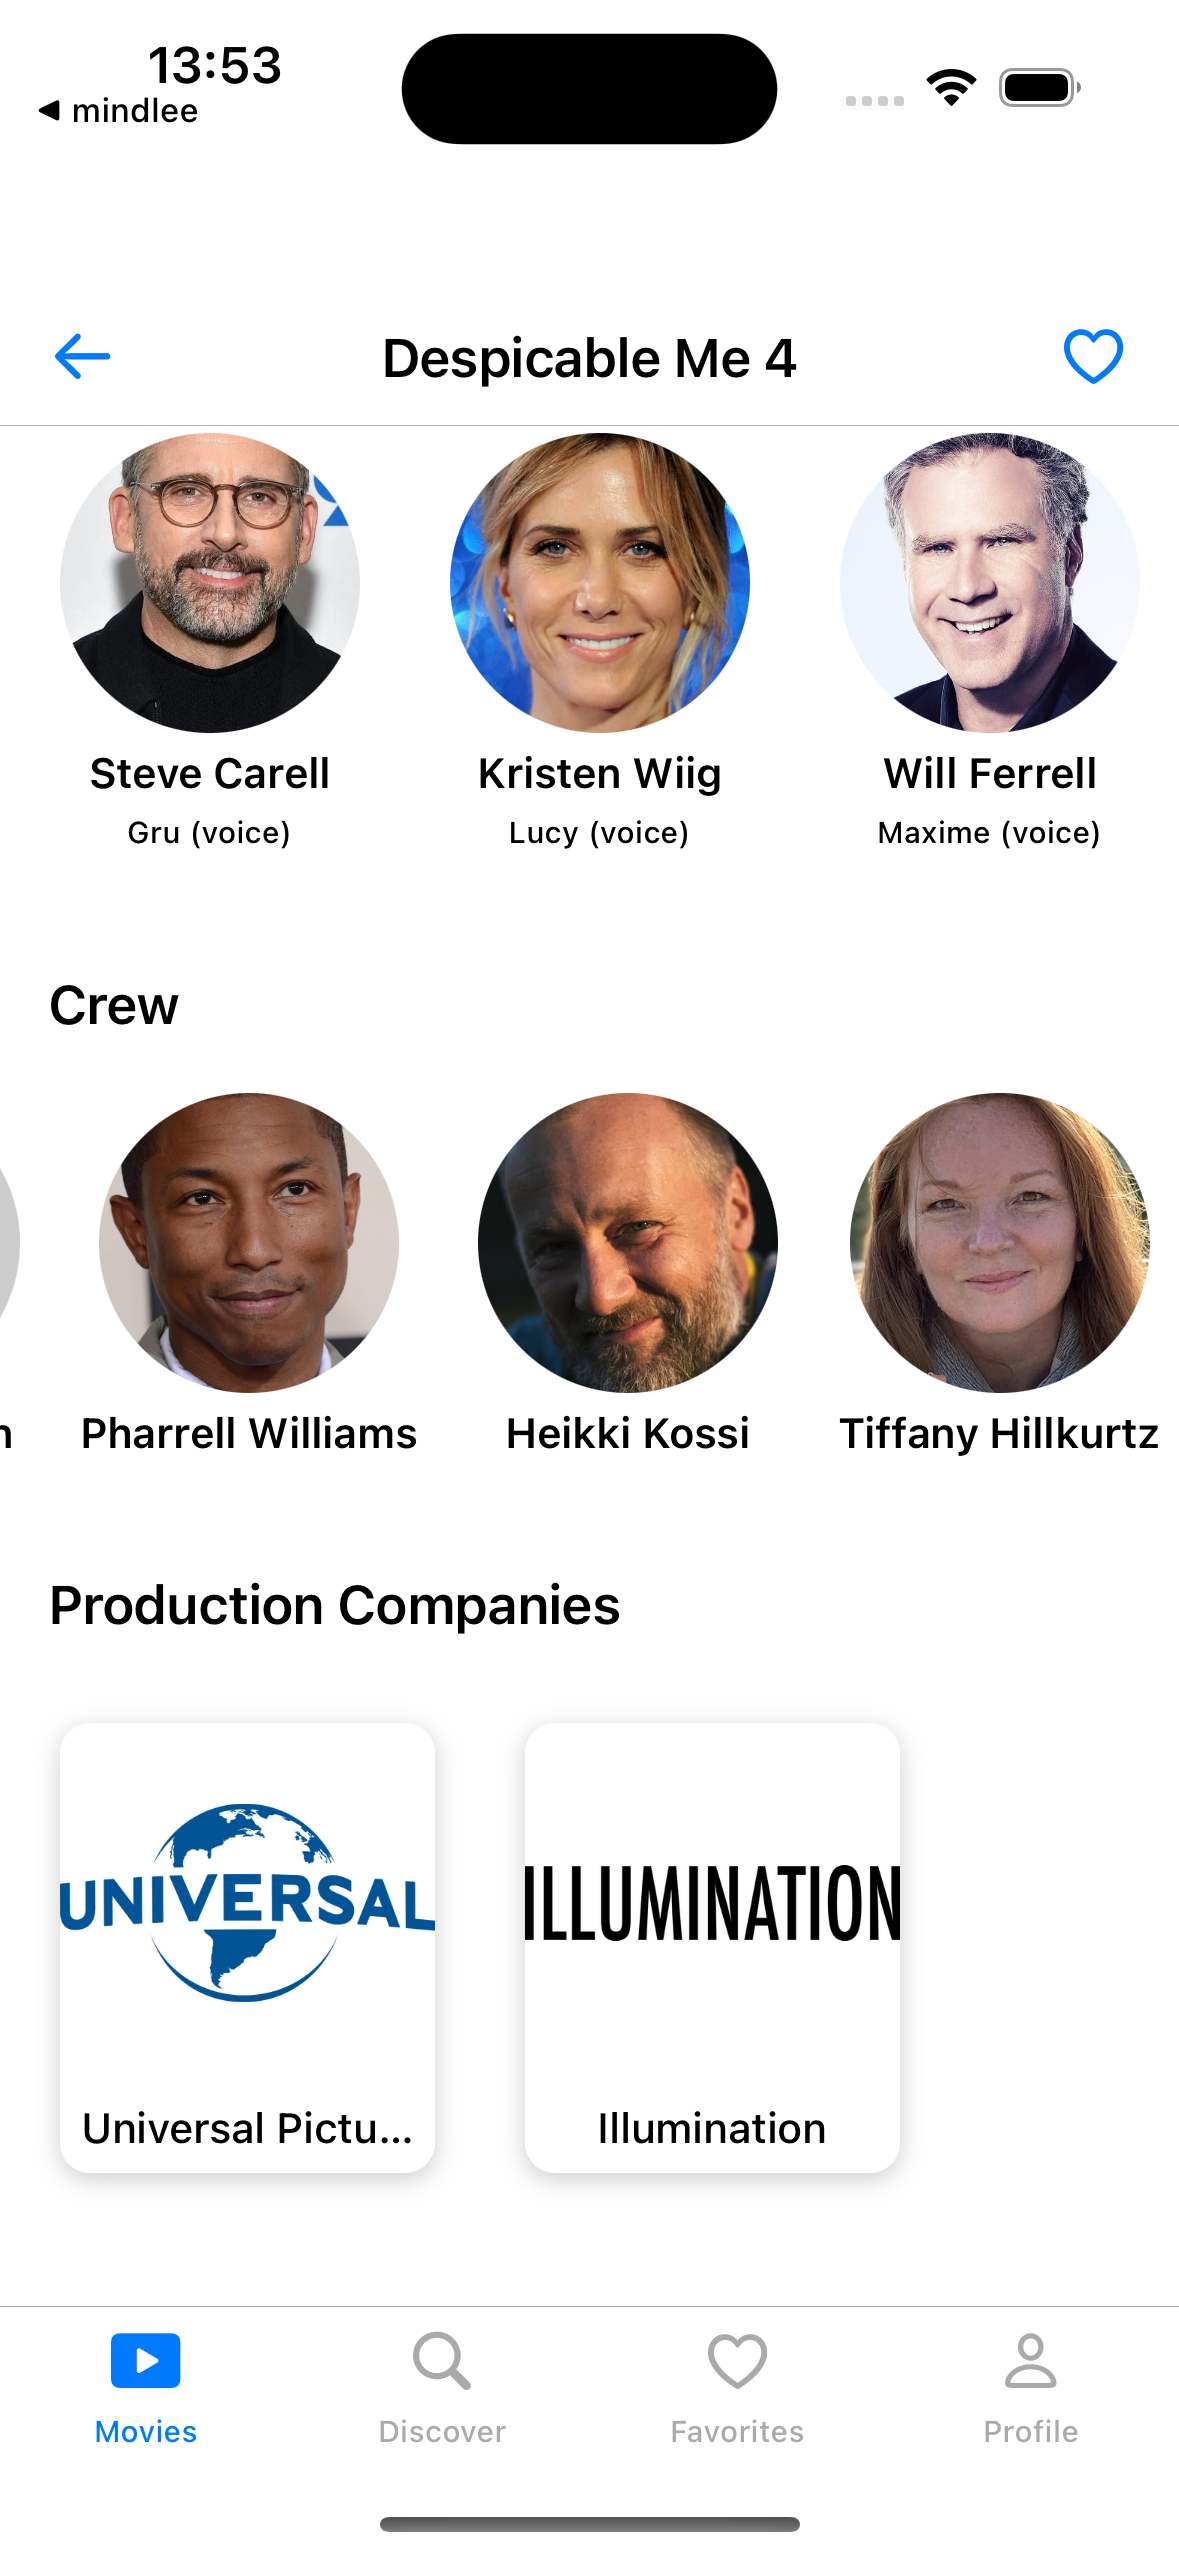 13:53
mindlee
Despicable Me 4
Steve Carell
Kristen Wiig
Will Ferrell
Gru (voice)
Lucy (voice)
Maxime (voice)
Crew
n
Pharrell Williams
Heikki Kossi
Tiffany Hillkurtz
Production Companies
UNIVERSAL
ILLUMINATION
Universal Pictu...
Illumination
Movies
Discover
Favorites
Profile